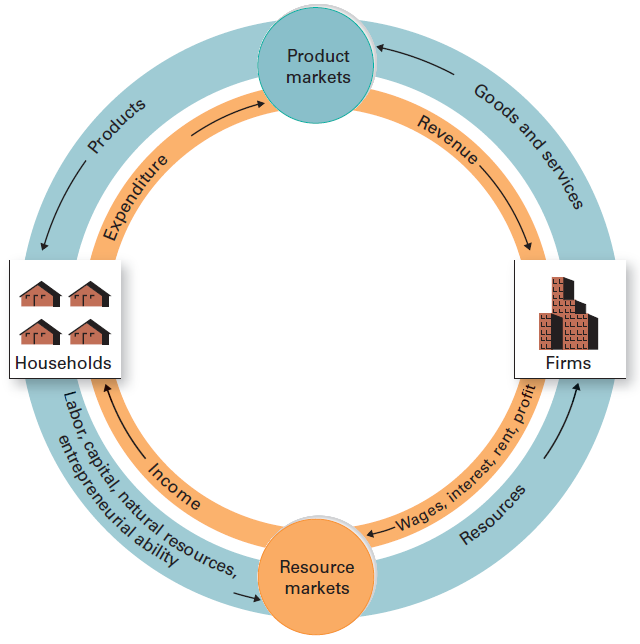 Product
markets
Goods and services
Products
Revenue
Expenditure
Households
Firms
Labor, capital, natural resources,
entrepreneurial ability
Income
Wages, interest, rent, profit
Resources
Resource
markets